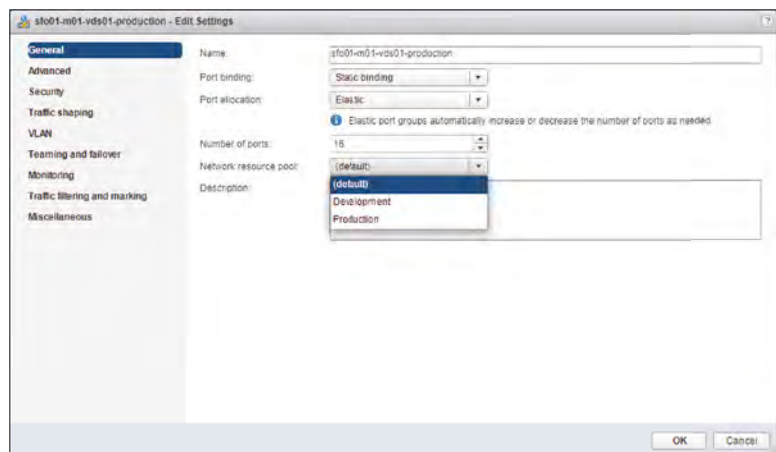 sfo01-m01-vds01-production - Edit Settings
?
General
Advanced
Security
Traffic shaping
VLAN
Teaming and failover
Monitoring
Traffic filtering and marking
Miscellaneous
Name: sfo01-m01-vds01-production
Port binding: Static binding
Port allocation: Elastic
Elastic port groups automatically increase or decrease the number of ports as needed
Number of ports: 16
Network resource pool: (default)
(default)
Development
Production
Description:
OK Cancel